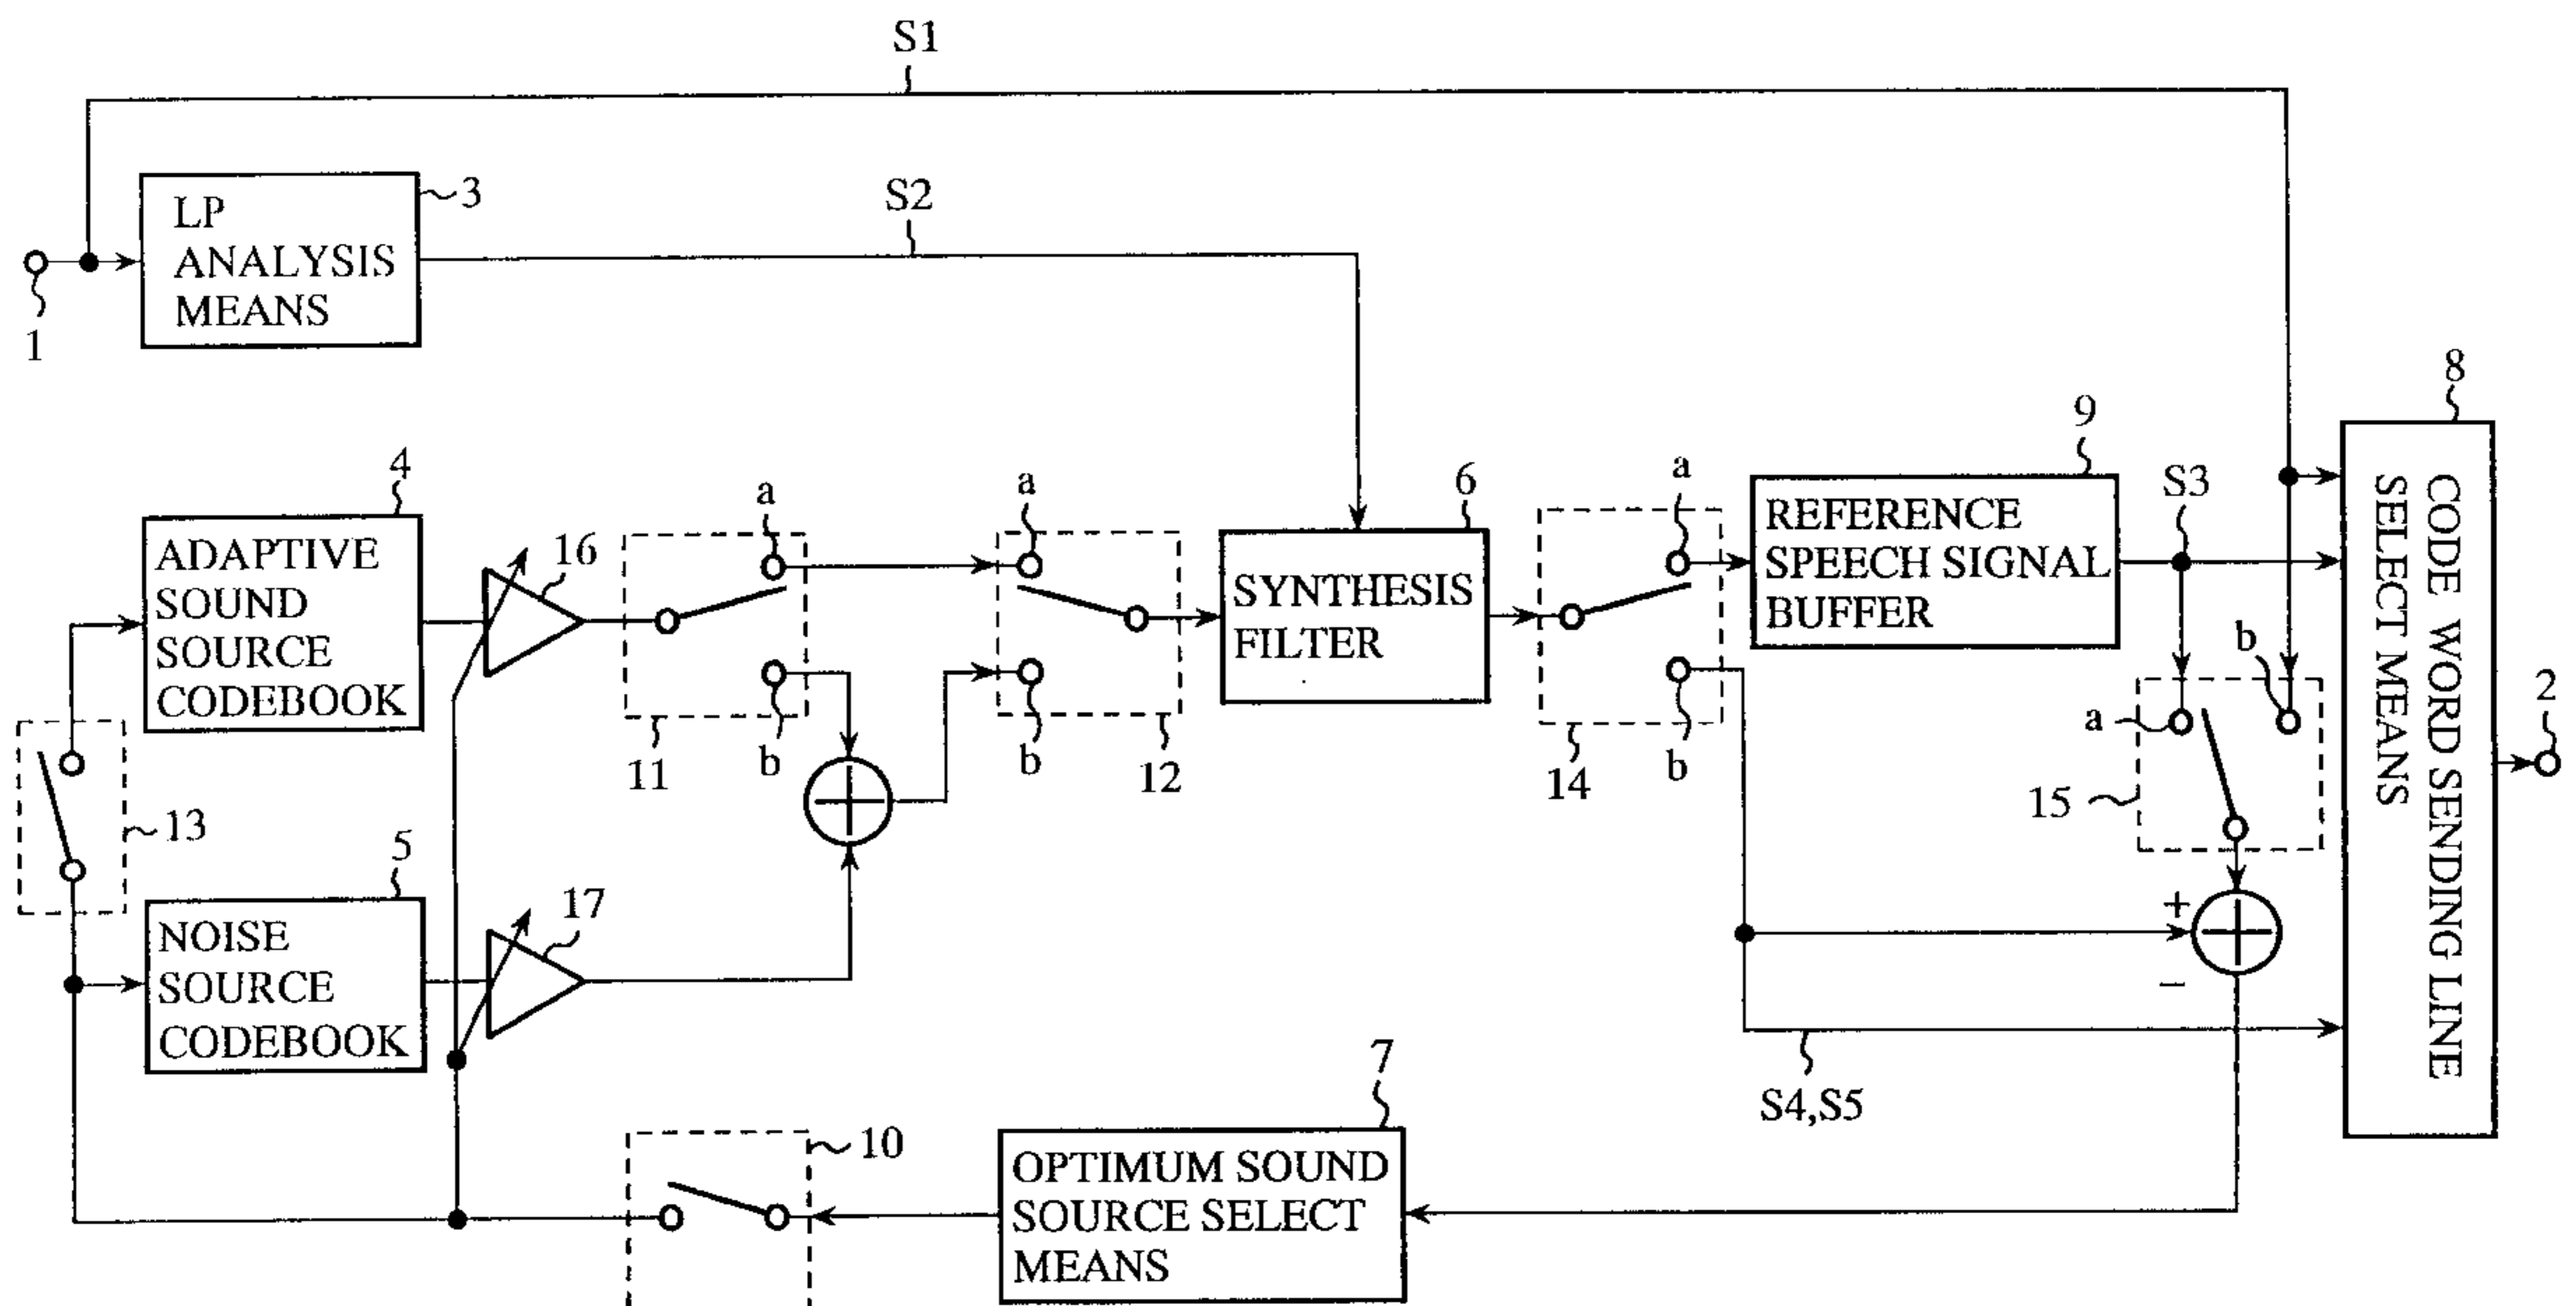 S1
LP
ANALYSIS
MEANS
3
S2
1
8
4
a
a
6
a
9
S3
ADAPTIVE
SOUND
SOURCE
CODEBOOK
16
SYNTHESIS
FILTER
REFERENCE
SPEECH SIGNAL
BUFFER
CODE WORD SENDING LINE
SELECT MEANS
b
2
11
b
b
12
14
b
a
15
13
5
NOISE
SOURCE
CODEBOOK
17
+
−
S4,S5
7
10
OPTIMUM SOUND
SOURCE SELECT
MEANS